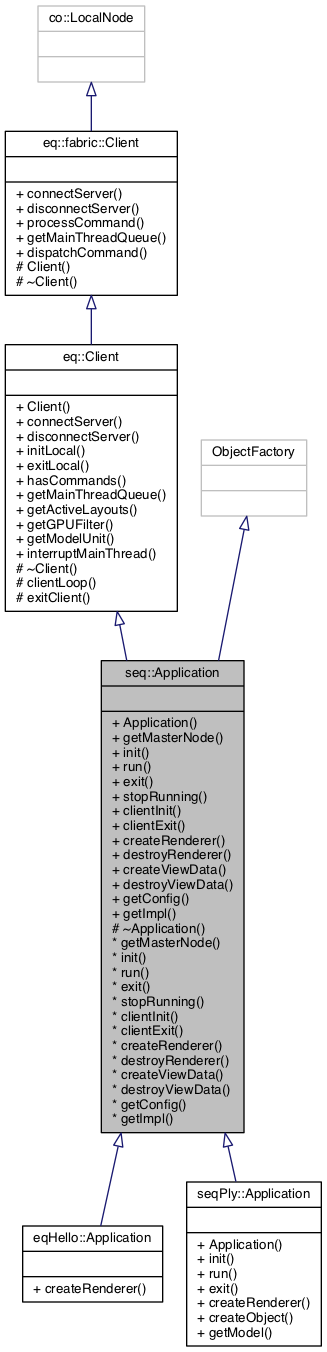 co::LocalNode
eq::fabric::Client
+ connectServer()
+ disconnectServer()
+ processCommand()
+ getMainThreadQueue()
+ dispatchCommand()
# Client()
# ~Client()
eq::Client
+ Client()
+ connectServer()
+ disconnectServer()
+ initLocal()
+ exitLocal()
+ hasCommands()
+ getMainThreadQueue()
+ getActiveLayouts()
+ getGPUFilter()
+ getModelUnit()
+ interruptMainThread()
# ~Client()
# clientLoop()
# exitClient()
ObjectFactory
seq::Application
+ Application()
+ getMasterNode()
+ init()
+ run()
+ exit()
+ stopRunning()
+ clientInit()
+ clientExit()
+ createRenderer()
+ destroyRenderer()
+ createViewData()
+ destroyViewData()
+ getConfig()
+ getImpl()
# ~Application()
* getMasterNode()
* init()
* run()
* exit()
* stopRunning()
* clientInit()
* clientExit()
* createRenderer()
* destroyRenderer()
* createViewData()
* destroyViewData()
* getConfig()
* getImpl()
eqHello::Application
+ createRenderer()
seqPly::Application
+ Application()
+ init()
+ run()
+ exit()
+ createRenderer()
+ createObject()
+ getModel()